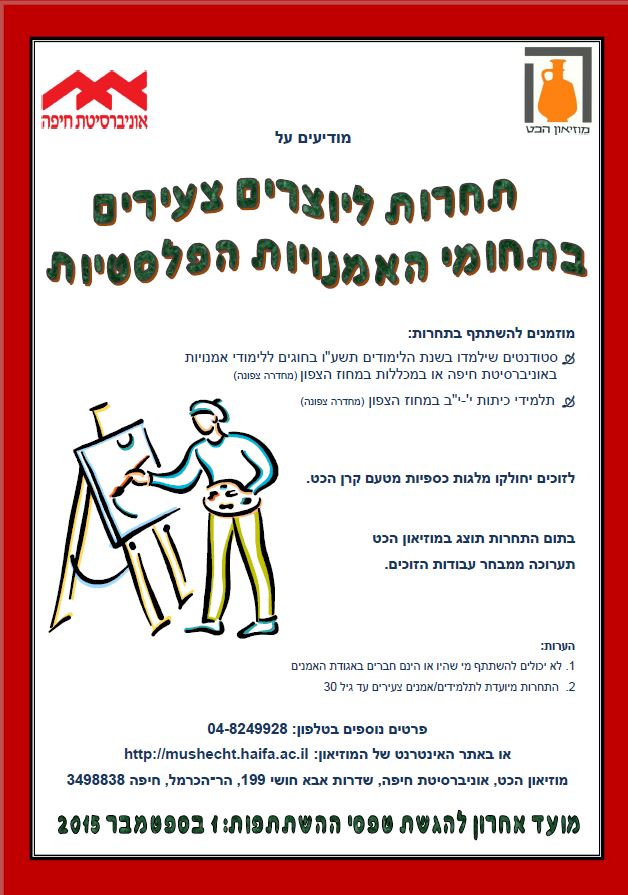 אוניברסיטת חיפה
מוזיאון הכט
מודיעים על
תחרות ליוצרים צעירים
בתחומי האמנויות הפלסטיות
מוזמנים להשתתף בתחרות:
סטודנטים שילמדו בשנת הלימודים תשע"ו בחוגים ללימודי אמנויות
באוניברסיטת חיפה או במכללות במחוז הצפון (מחדרה צפונה)
תלמידי כיתות י'-י"ב במחוז הצפון (מחדרה צפונה)
לזוכים יחולקו מלגות כספיות מטעם קרן הכט.
בתום התחרות תוצג במוזיאון הכט
תערוכה ממבחר עבודות הזוכים.
הערות:
1. לא יכולים להשתתף מי שהיו או הינם חברים באגודת האמנים
2. התחרות מיועדת לתלמידים/אמנים צעירים עד גיל 30
פרטים נוספים בטלפון: 04-8249928
או באתר האינטרנט של המוזיאון: http://mushecht.haifa.ac.il
מוזיאון הכט, אוניברסיטת חיפה, שדרות אבא חושי 199, הר־הכרמל, חיפה 3498838
מועד אחרון להגשת טפסי ההשתתפות: 1 בספטמבר 2015